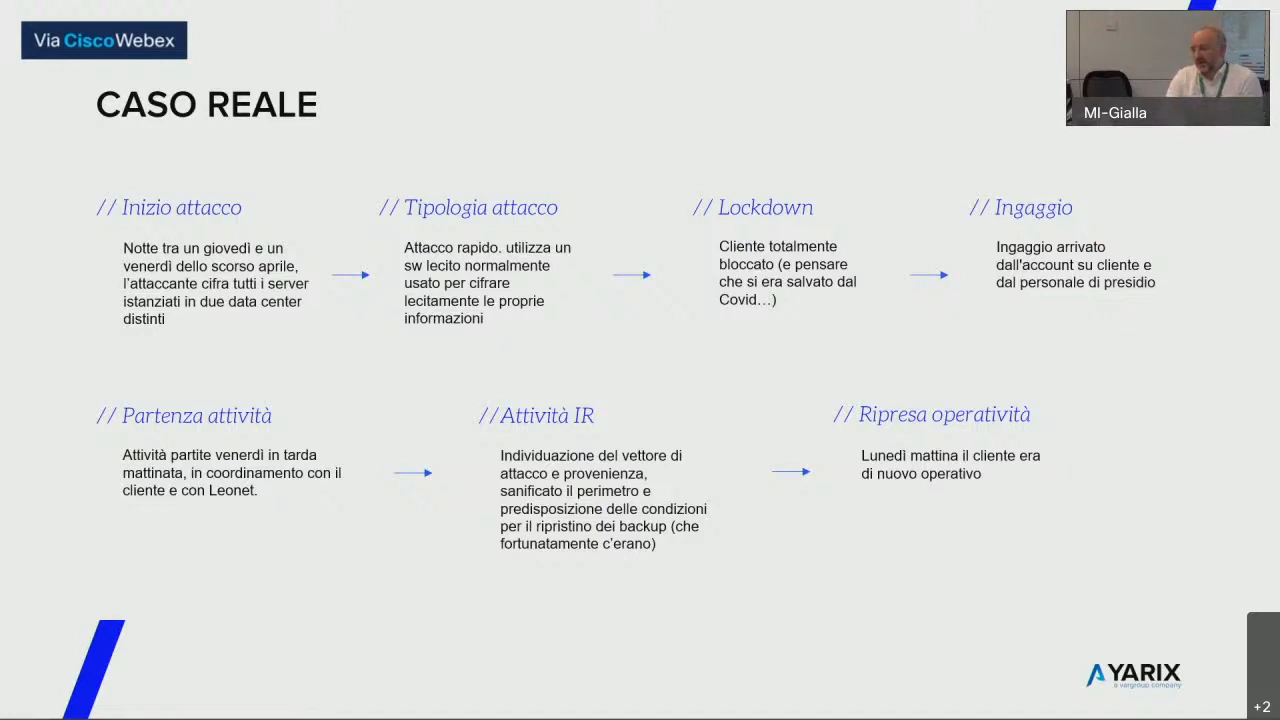 Via CiscoWebex
MI-Gialla
CASO REALE
// Inizio attacco
Notte tra un giovedì e un
venerdì dello scorso aprile,
l'attaccante cifra tutti i server
istanziati in due data center
distinti
// Tipologia attacco
Attacco rapido. utilizza un
sw lecito normalmente
usato per cifrare
lecitamente le proprie
informazioni
// Lockdown
Cliente totalmente
bloccato (e pensare
che si era salvato dal
Covid...)
// Ingaggio
Ingaggio arrivato
dall'account su cliente e
dal personale di presidio
// Partenza attività
Attività partite venerdì in tarda
mattinata, in coordinamento con il
cliente e con Leonet.
//Attività IR
Individuazione del vettore di
attacco e provenienza,
sanificato il perimetro e
predisposizione delle condizioni
per il ripristino dei backup (che
fortunatamente c'erano)
// Ripresa operatività
Lunedì mattina il cliente era
di nuovo operativo
YARIX
a vargroup company
+2